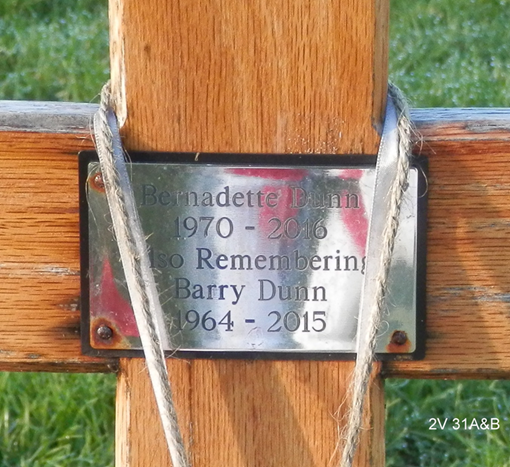 Bernadette Dunn
1970 - 2016
lso Remembering
Barry Dunn
1964 - 2015
2V 31A&B